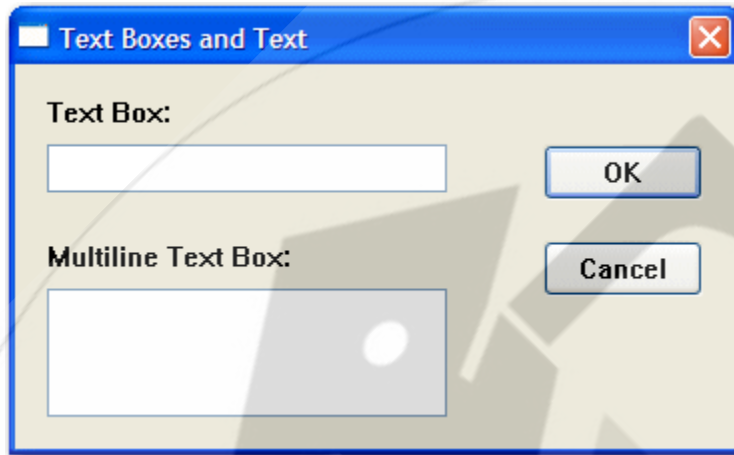 Text Boxes and Text
Text Box:
OK
Multiline Text Box:
Cancel